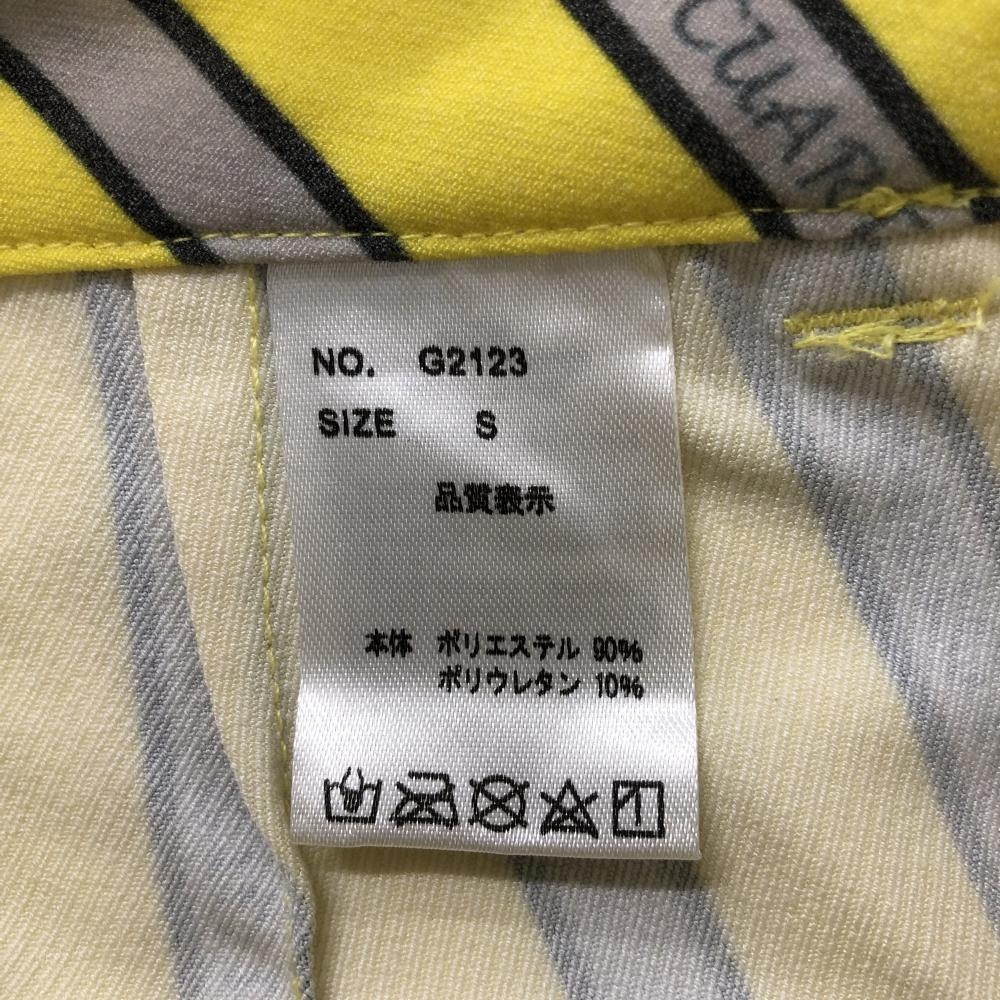 CUAR
NO. G2123
SIZE S
品質表示
本体 ポリエステル 90%
ポリウレタン 10%